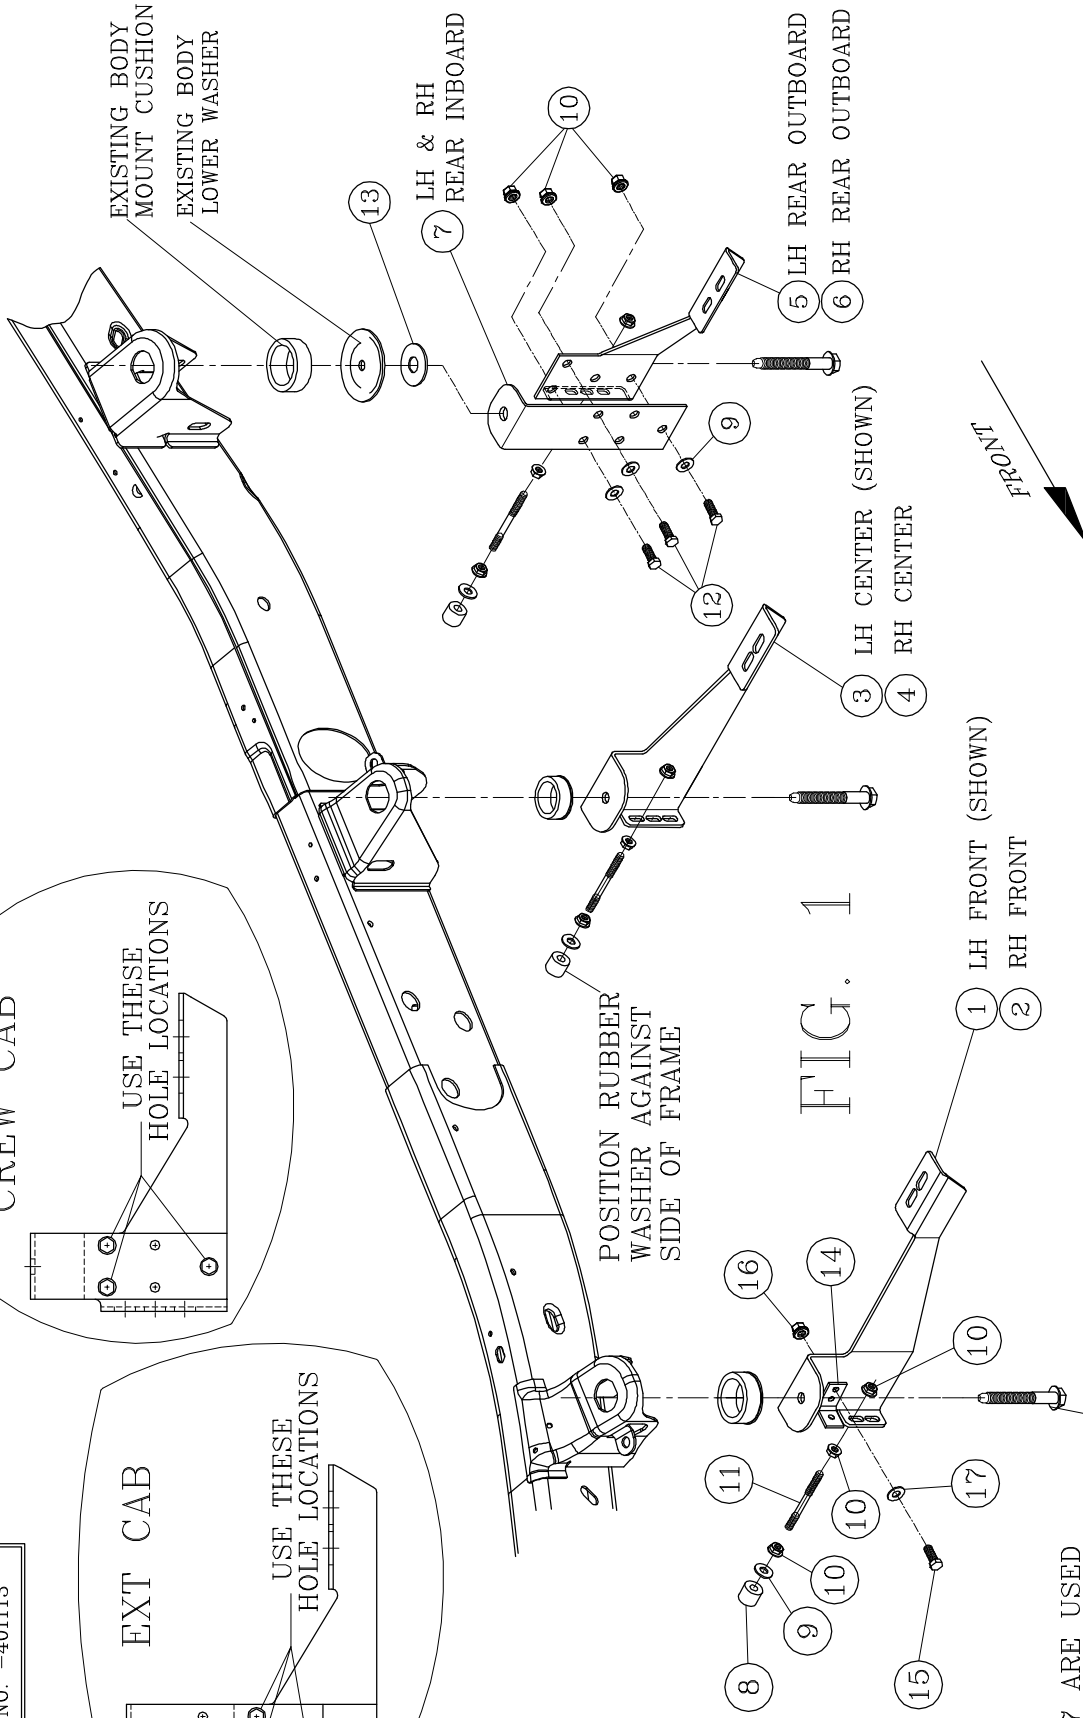 NO. -401113
EXT CAB
USE THESE
HOLE LOCATIONS
CREW CAB
USE THESE
HOLE LOCATIONS
EXISTING BODY
MOUNT CUSHION
EXISTING BODY
LOWER WASHER
13
LH & RH
7 REAR INBOARD
10
5 LH REAR OUTBOARD
6 RH REAR OUTBOARD
9
12
FRONT
3 LH CENTER (SHOWN)
4 RH CENTER
POSITION RUBBER
WASHER AGAINST
SIDE OF FRAME
FIG. 1
1 LH FRONT (SHOWN)
2 RH FRONT
16
14
10
11
10
17
10
9
8
15
ARE USED